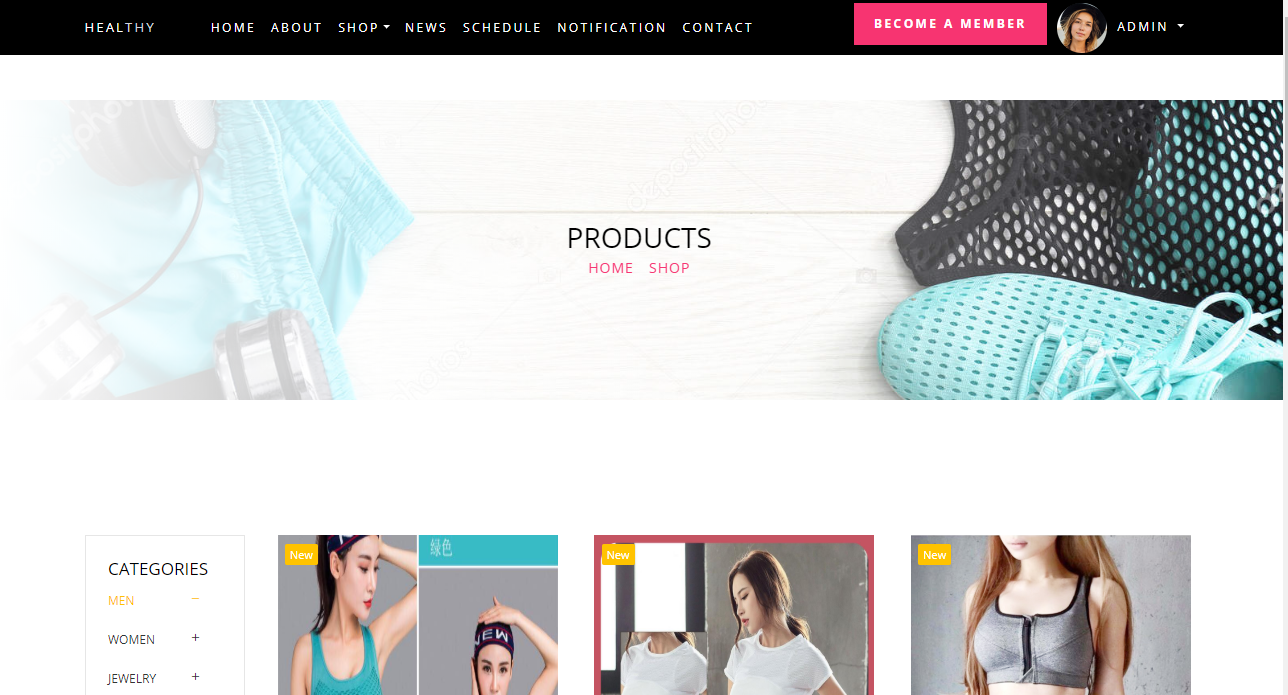 HEALTHY
HOME ABOUT SHOP NEWS SCHEDULE NOTIFICATION CONTACT
BECOME A MEMBER
ADMIN
depositphotos
PRODUCTS
HOME SHOP
CATEGORIES
MEN −
WOMEN +
JEWELRY +
New
绿色
NEW
New
New